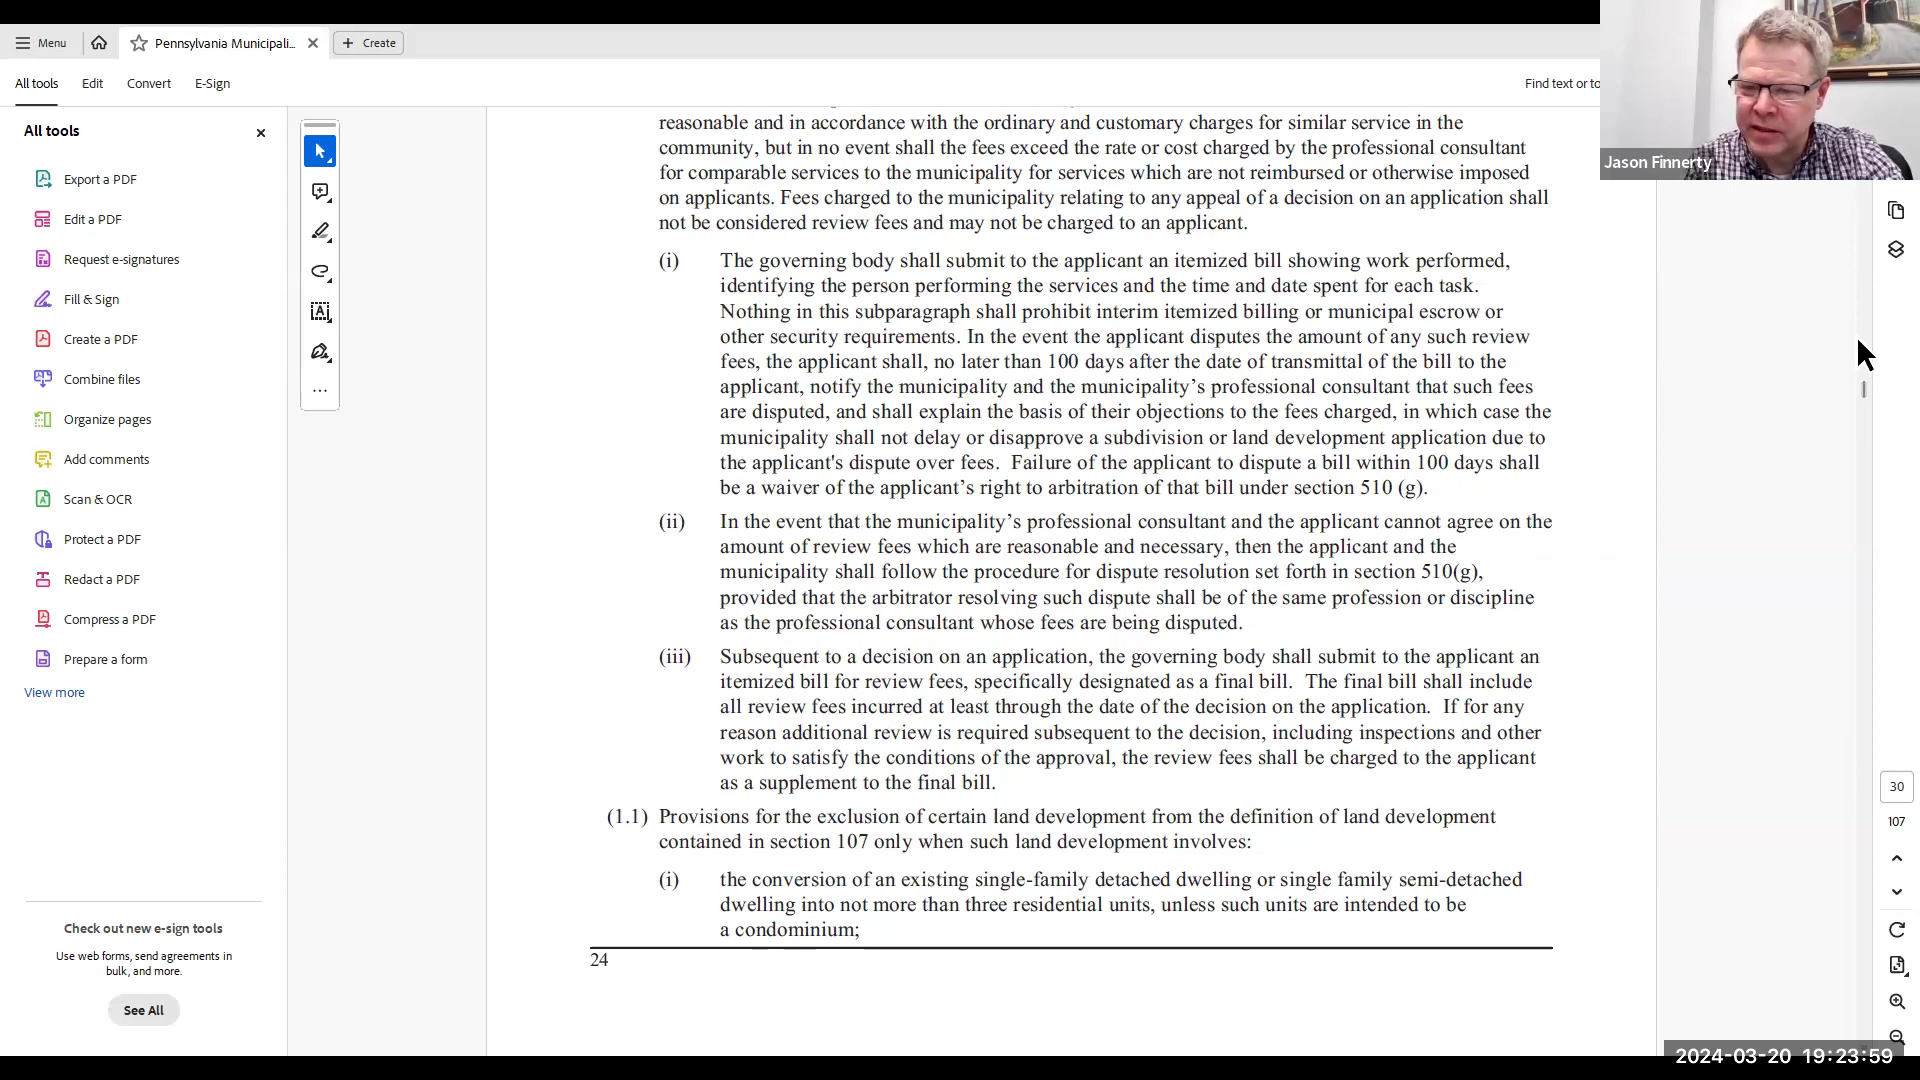 Menu
Pennsylvania Municipali...
Create
All tools
Edit
Convert
E-Sign
Find text or to
Jason Finnerty
All tools
Export a PDF
Edit a PDF
Request e-signatures
Fill & Sign
Create a PDF
Combine files
Organize pages
Add comments
Scan & OCR
Protect a PDF
Redact a PDF
Compress a PDF
Prepare a form
View more
Check out new e-sign tools
Use web forms, send agreements in
bulk, and more.
See All
reasonable and in accordance with the ordinary and customary charges for similar service in the
community, but in no event shall the fees exceed the rate or cost charged by the professional consultant
for comparable services to the municipality for services which are not reimbursed or otherwise imposed
on applicants. Fees charged to the municipality relating to any appeal of a decision on an application shall
not be considered review fees and may not be charged to an applicant.
(i) The governing body shall submit to the applicant an itemized bill showing work performed,
identifying the person performing the services and the time and date spent for each task.
Nothing in this subparagraph shall prohibit interim itemized billing or municipal escrow or
other security requirements. In the event the applicant disputes the amount of any such review
fees, the applicant shall, no later than 100 days after the date of transmittal of the bill to the
applicant, notify the municipality and the municipality’s professional consultant that such fees
are disputed, and shall explain the basis of their objections to the fees charged, in which case the
municipality shall not delay or disapprove a subdivision or land development application due to
the applicant's dispute over fees. Failure of the applicant to dispute a bill within 100 days shall
be a waiver of the applicant’s right to arbitration of that bill under section 510 (g).
(ii) In the event that the municipality’s professional consultant and the applicant cannot agree on the
amount of review fees which are reasonable and necessary, then the applicant and the
municipality shall follow the procedure for dispute resolution set forth in section 510(g),
provided that the arbitrator resolving such dispute shall be of the same profession or discipline
as the professional consultant whose fees are being disputed.
(iii) Subsequent to a decision on an application, the governing body shall submit to the applicant an
itemized bill for review fees, specifically designated as a final bill. The final bill shall include
all review fees incurred at least through the date of the decision on the application. If for any
reason additional review is required subsequent to the decision, including inspections and other
work to satisfy the conditions of the approval, the review fees shall be charged to the applicant
as a supplement to the final bill.
(1.1) Provisions for the exclusion of certain land development from the definition of land development
contained in section 107 only when such land development involves:
(i) the conversion of an existing single-family detached dwelling or single family semi-detached
dwelling into not more than three residential units, unless such units are intended to be
a condominium;
24
30
107
2024-03-20 19:23:59